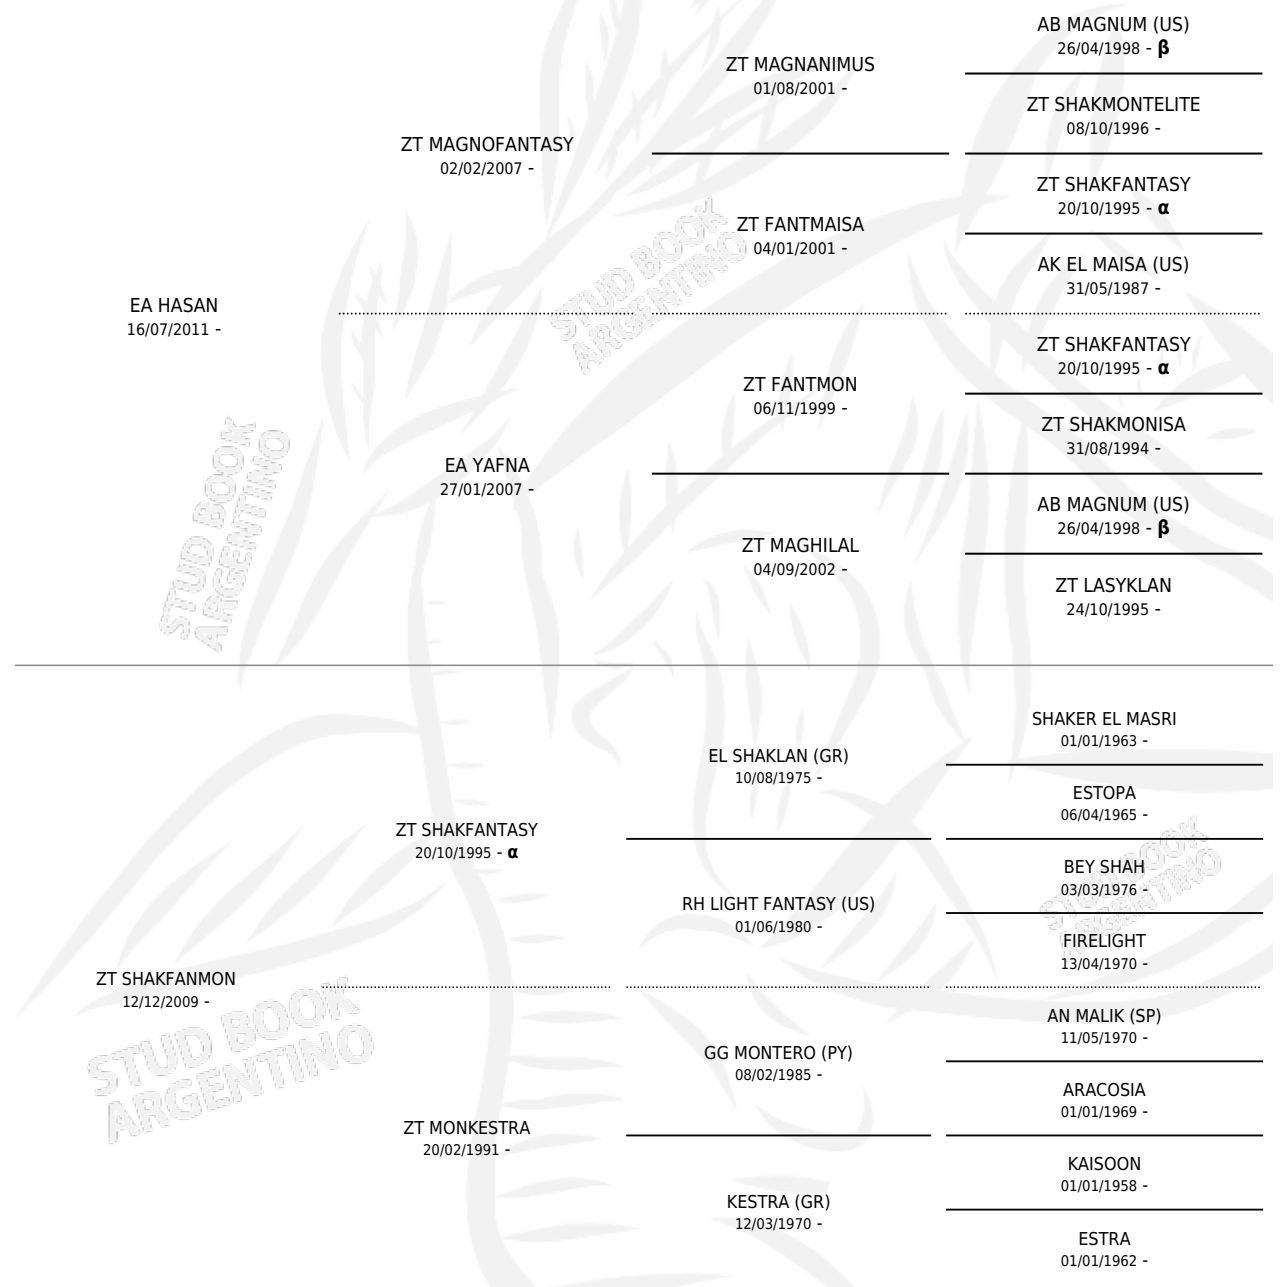 AB MAGNUM (US)
26/04/1998 - β
ZT MAGNANIMUS
01/08/2001 -
ZT SHAKMONTELITE
08/10/1996 -
ZT MAGNOFANTASY
02/02/2007 -
ZT SHAKFANTASY
20/10/1995 - α
ZT FANTMAISA
04/01/2001 -
AK EL MAISA (US)
31/05/1987 -
EA HASAN
16/07/2011 -
ZT SHAKFANTASY
20/10/1995 - α
ZT FANTMON
06/11/1999 -
ZT SHAKMONISA
31/08/1994 -
EA YAFNA
27/01/2007 -
AB MAGNUM (US)
26/04/1998 - β
ZT MAGHILAL
04/09/2002 -
ZT LASYKLAN
24/10/1995 -
STUD BOOK
ARGENTINO
STUD BOOK
ARGENTINO
SHAKER EL MASRI
01/01/1963 -
EL SHAKLAN (GR)
10/08/1975 -
ESTOPA
06/04/1965 -
ZT SHAKFANTASY
20/10/1995 - α
BEY SHAH
03/03/1976 -
RH LIGHT FANTASY (US)
01/06/1980 -
FIRELIGHT
13/04/1970 -
ZT SHAKFANMON
12/12/2009 -
AN MALIK (SP)
11/05/1970 -
GG MONTERO (PY)
08/02/1985 -
ARACOSIA
01/01/1969 -
ZT MONKESTRA
20/02/1991 -
KAISOON
01/01/1958 -
KESTRA (GR)
12/03/1970 -
ESTRA
01/01/1962 -
STUD BOOK
ARGENTINO
STUD BOOK
ARGENTINO